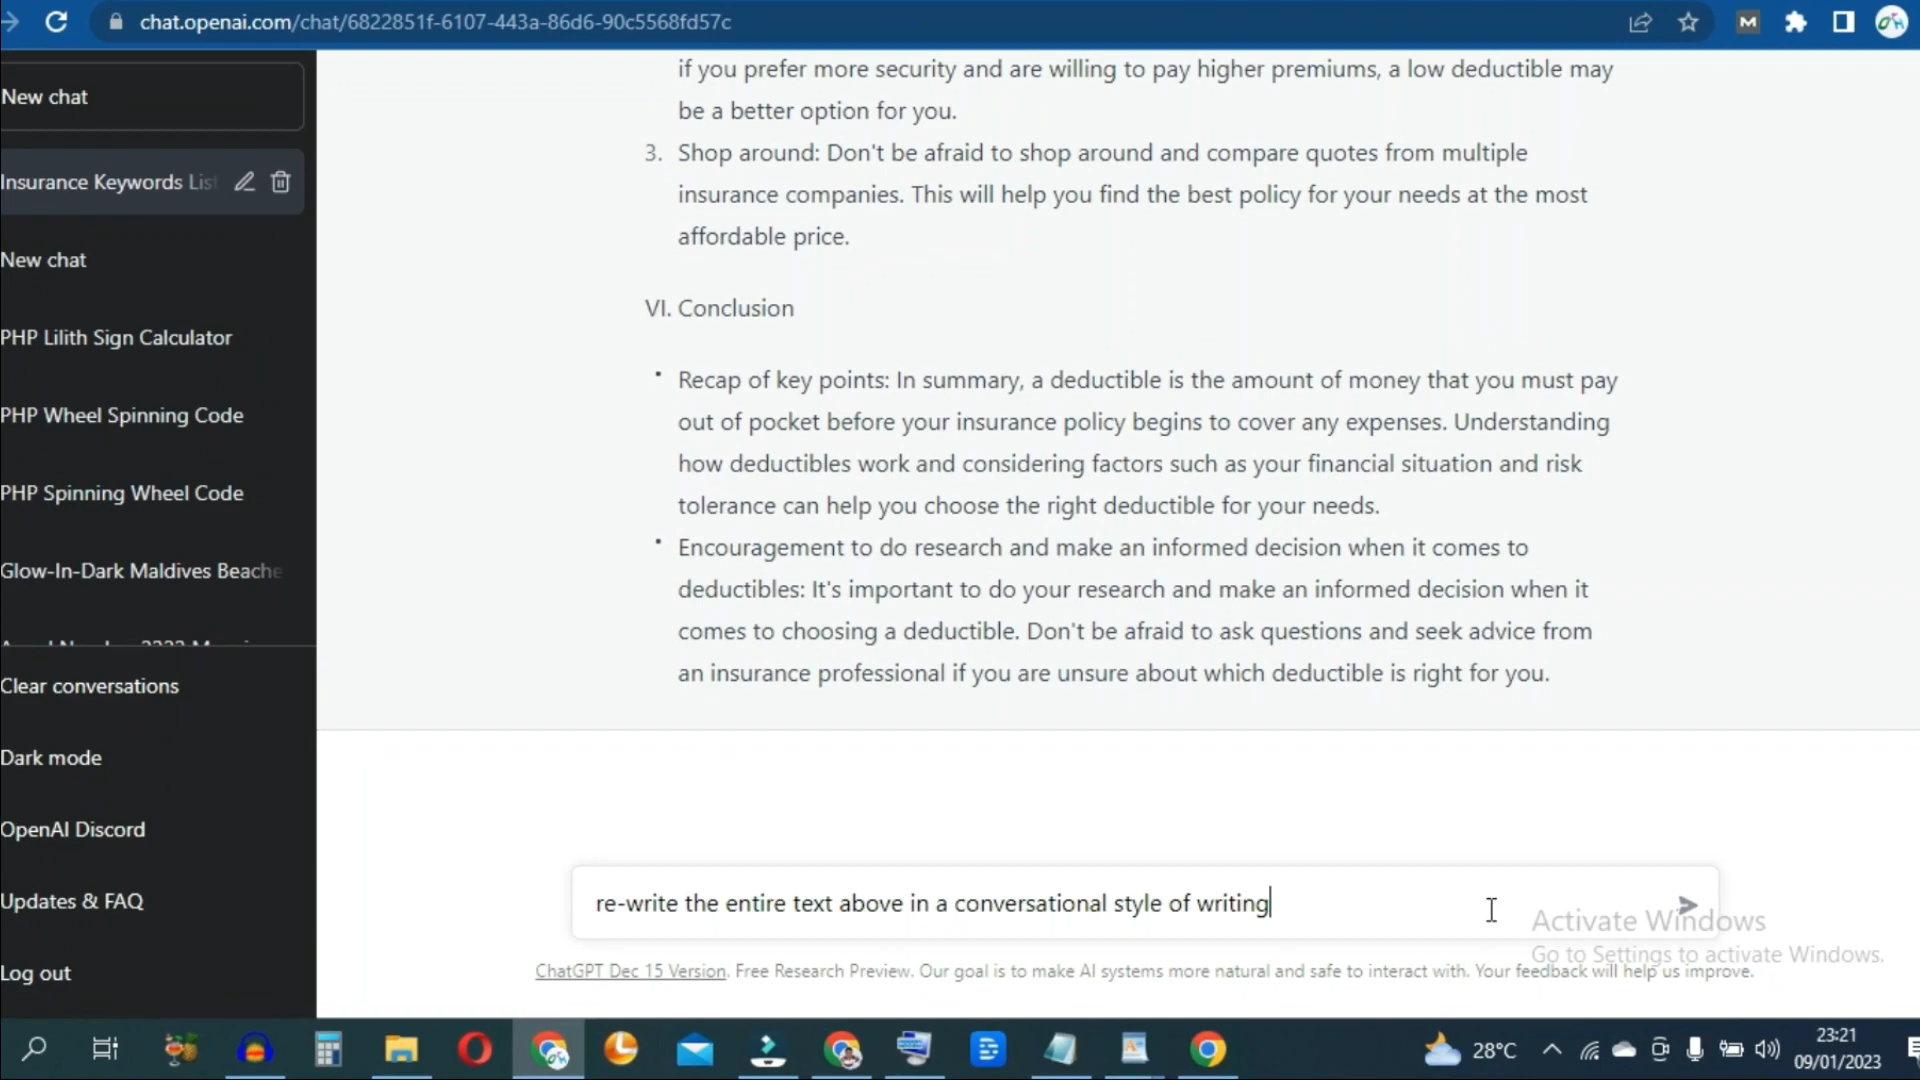 chat.openai.com/chat/6822851f-6107-443a-86d6-90c5568fd57c
M
New chat
Insurance Keywords List
New chat
PHP Lilith Sign Calculator
PHP Wheel Spinning Code
PHP Spinning Wheel Code
Glow-In-Dark Maldives Beache
Clear conversations
Dark mode
OpenAI Discord
Updates & FAQ
Log out
if you prefer more security and are willing to pay higher premiums, a low deductible may
be a better option for you.
3. Shop around: Don't be afraid to shop around and compare quotes from multiple
insurance companies. This will help you find the best policy for your needs at the most
affordable price.
VI. Conclusion
• Recap of key points: In summary, a deductible is the amount of money that you must pay
out of pocket before your insurance policy begins to cover any expenses. Understanding
how deductibles work and considering factors such as your financial situation and risk
tolerance can help you choose the right deductible for your needs.
• Encouragement to do research and make an informed decision when it comes to
deductibles: It's important to do your research and make an informed decision when it
comes to choosing a deductible. Don't be afraid to ask questions and seek advice from
an insurance professional if you are unsure about which deductible is right for you.
re-write the entire text above in a conversational style of writing
Activate Windows
Go to Settings to activate Windows.
ChatGPT Dec 15 Version. Free Research Preview. Our goal is to make AI systems more natural and safe to interact with. Your feedback will help us improve.
28°C
23:21
09/01/2023